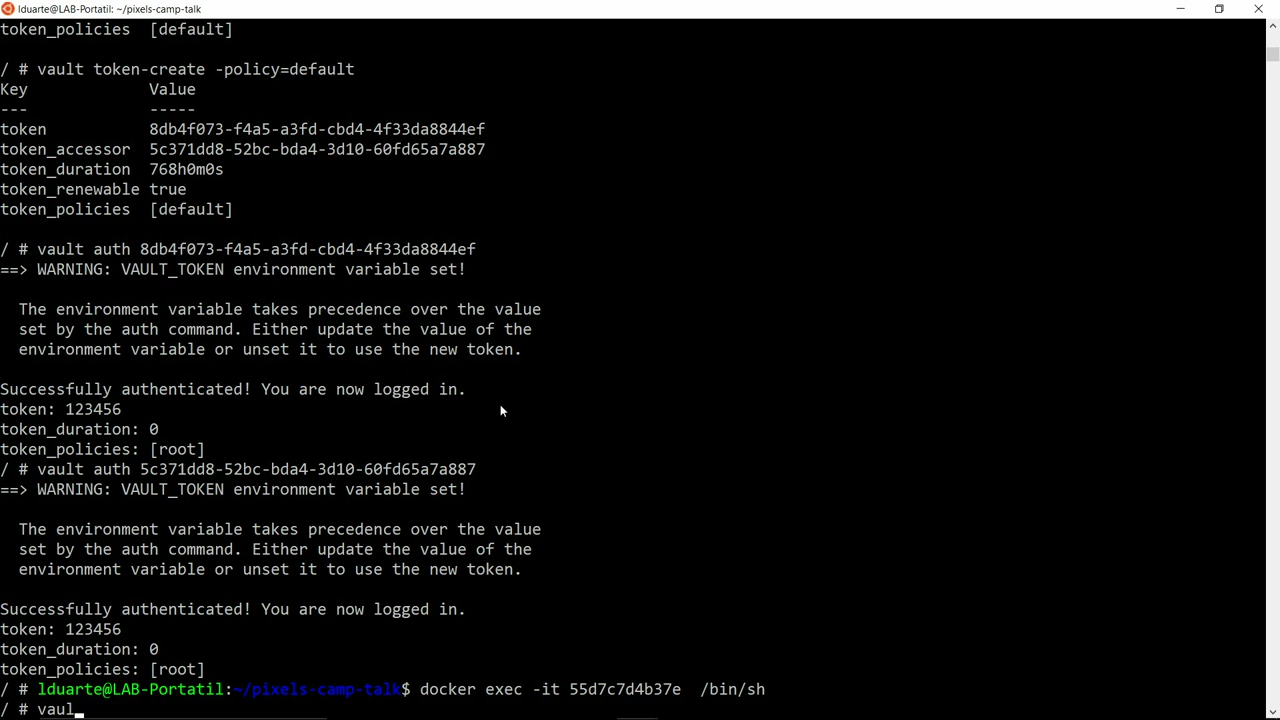 lduarte@LAB-Portatil: ~/pixels-camp-talk
token_policies  [default]
/ # vault token-create -policy=default
Key             Value
---             -----
token           8db4f073-f4a5-a3fd-cbd4-4f33da8844ef
token_accessor  5c371dd8-52bc-bda4-3d10-60fd65a7a887
token_duration  768h0m0s
token_renewable true
token_policies  [default]
/ # vault auth 8db4f073-f4a5-a3fd-cbd4-4f33da8844ef
==> WARNING: VAULT_TOKEN environment variable set!
  The environment variable takes precedence over the value
  set by the auth command. Either update the value of the
  environment variable or unset it to use the new token.
Successfully authenticated! You are now logged in.
token: 123456
token_duration: 0
token_policies: [root]
/ # vault auth 5c371dd8-52bc-bda4-3d10-60fd65a7a887
==> WARNING: VAULT_TOKEN environment variable set!
  The environment variable takes precedence over the value
  set by the auth command. Either update the value of the
  environment variable or unset it to use the new token.
Successfully authenticated! You are now logged in.
token: 123456
token_duration: 0
token_policies: [root]
/ # lduarte@LAB-Portatil:~/pixels-camp-talk$ docker exec -it 55d7c7d4b37e  /bin/sh
/ # vaul